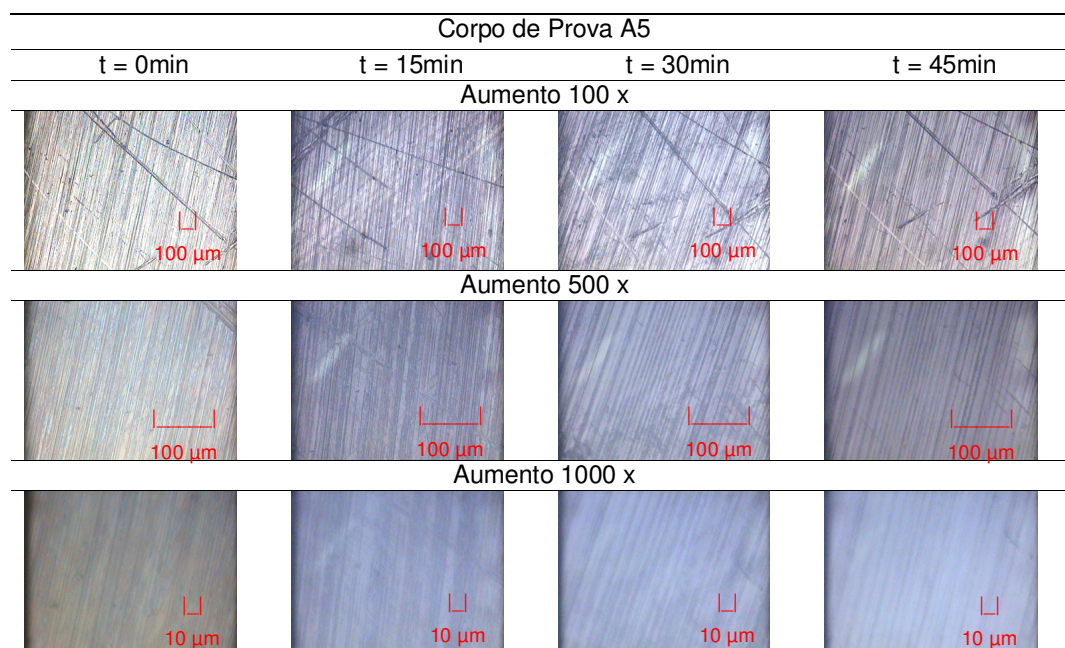 Corpo de Prova A5
t = 0min t = 15min t = 30min t = 45min
Aumento 100 x
100 µm 100 µm 100 µm 100 µm
Aumento 500 x
100 µm 100 µm 100 µm 100 µm
Aumento 1000 x
10 µm 10 µm 10 µm 10 µm